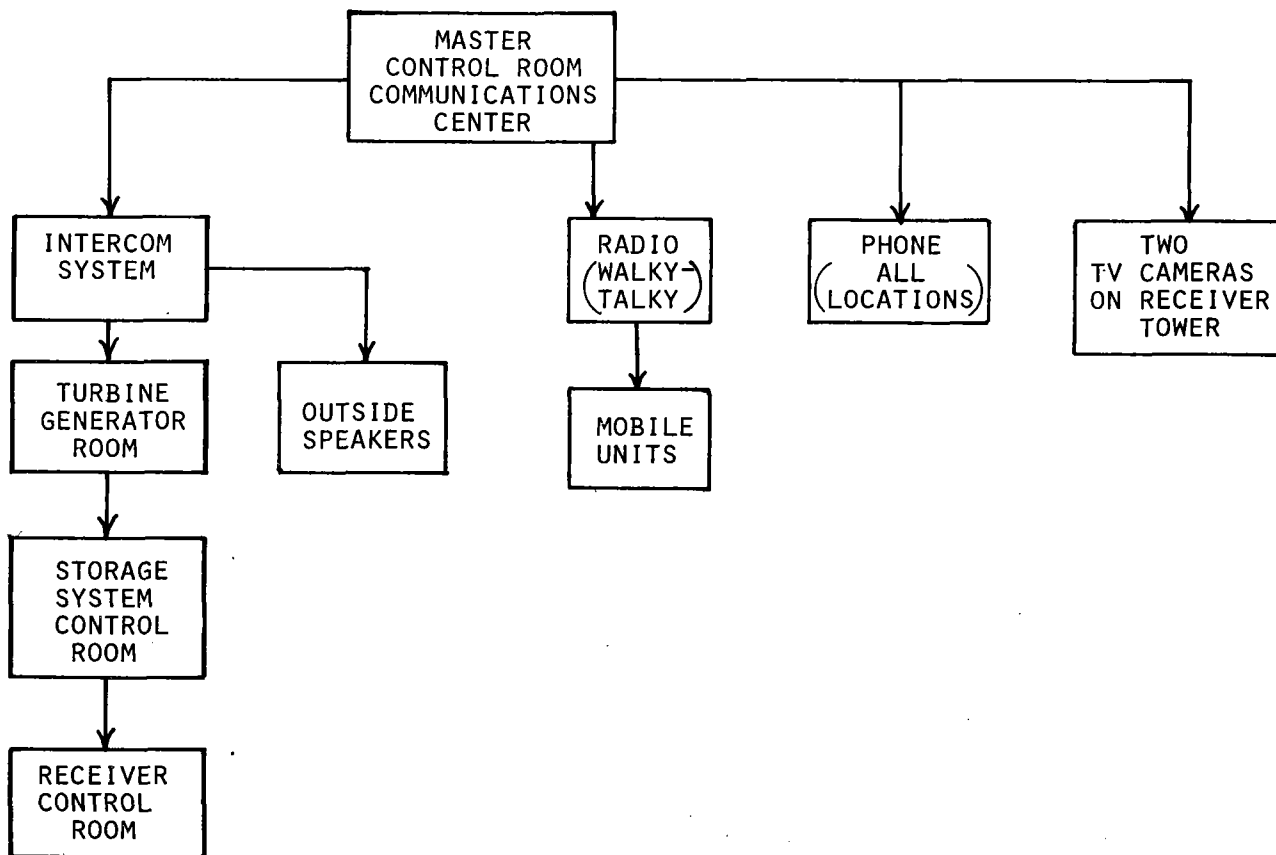 MASTER
CONTROL ROOM
COMMUNICATIONS
CENTER
INTERCOM
SYSTEM
RADIO
(WALKY-
TALKY)
PHONE
(ALL
LOCATIONS)
TWO
TV CAMERAS
ON RECEIVER
TOWER
TURBINE
GENERATOR
ROOM
OUTSIDE
SPEAKERS
MOBILE
UNITS
STORAGE
SYSTEM
CONTROL
ROOM
RECEIVER
CONTROL
ROOM